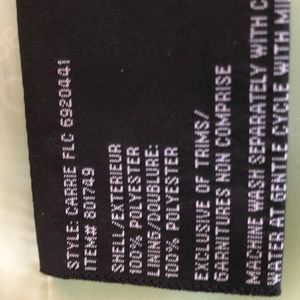 STYLE: CARRIE FLC 6920441
ITEM# 801749
SHELL/EXTERIEUR
100% POLYESTER
LINING/DOUBLURE:
100% POLYESTER
EXCLUSIVE OF TRIMS/
GARNITURES NON COMPRISE
MACHINE WASH SEPARATELY WITH
WATER AT GENTLE CYCLE WITH